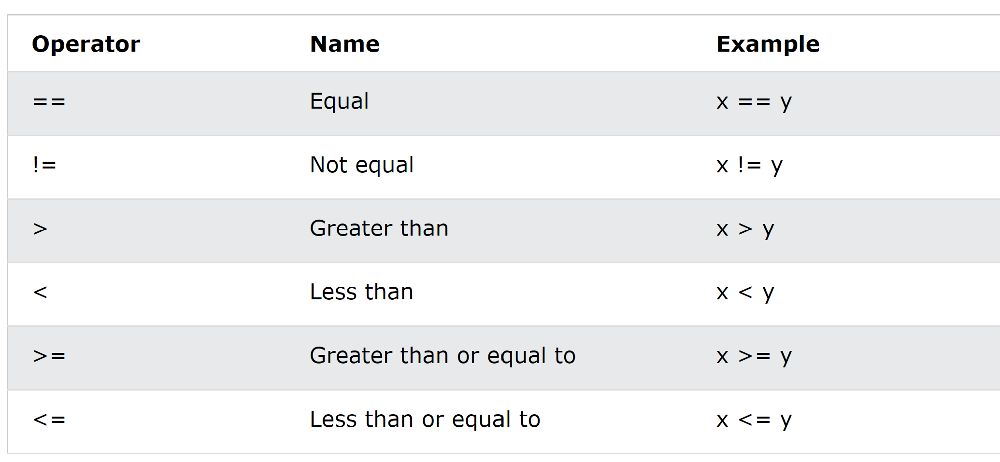 Operator Name Example
== Equal x == y
!= Not equal x != y
> Greater than x > y
< Less than x < y
>= Greater than or equal to x >= y
<= Less than or equal to x <= y